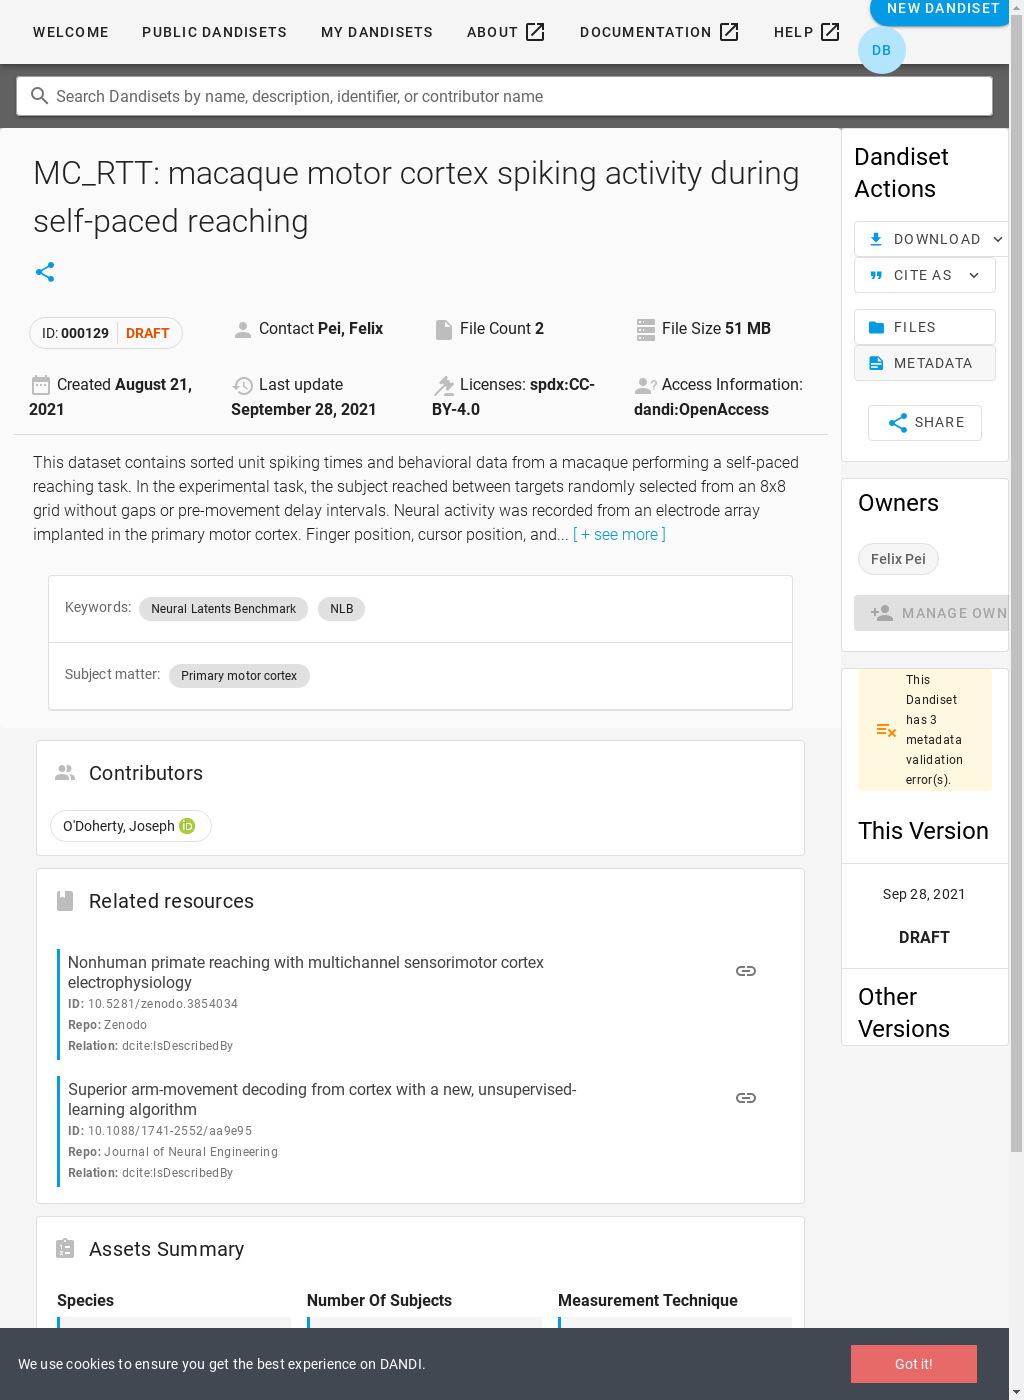 WELCOME
PUBLIC DANDISETS
MY DANDISETS
ABOUT
DOCUMENTATION
HELP
NEW DANDISET
DB
Search Dandisets by name, description, identifier, or contributor name
MC_RTT: macaque motor cortex spiking activity during
self-paced reaching
ID: 000129
DRAFT
Contact Pei, Felix
File Count 2
File Size 51 MB
Created August 21,
2021
Last update
September 28, 2021
Licenses: spdx:CC-
BY-4.0
Access Information:
dandi:OpenAccess
This dataset contains sorted unit spiking times and behavioral data from a macaque performing a self-paced
reaching task. In the experimental task, the subject reached between targets randomly selected from an 8x8
grid without gaps or pre-movement delay intervals. Neural activity was recorded from an electrode array
implanted in the primary motor cortex. Finger position, cursor position, and... [ + see more ]
Keywords: Neural Latents Benchmark NLB
Subject matter: Primary motor cortex
Contributors
O'Doherty, Joseph iD
Related resources
Nonhuman primate reaching with multichannel sensorimotor cortex
electrophysiology
ID: 10.5281/zenodo.3854034
Repo: Zenodo
Relation: dcite:IsDescribedBy
Superior arm-movement decoding from cortex with a new, unsupervised-
learning algorithm
ID: 10.1088/1741-2552/aa9e95
Repo: Journal of Neural Engineering
Relation: dcite:IsDescribedBy
Assets Summary
Species
Number Of Subjects
Measurement Technique
Dandiset
Actions
DOWNLOAD
CITE AS
FILES
METADATA
SHARE
Owners
Felix Pei
MANAGE OWN
This
Dandiset
has 3
metadata
validation
error(s).
This Version
Sep 28, 2021
DRAFT
Other
Versions
We use cookies to ensure you get the best experience on DANDI.
Got it!